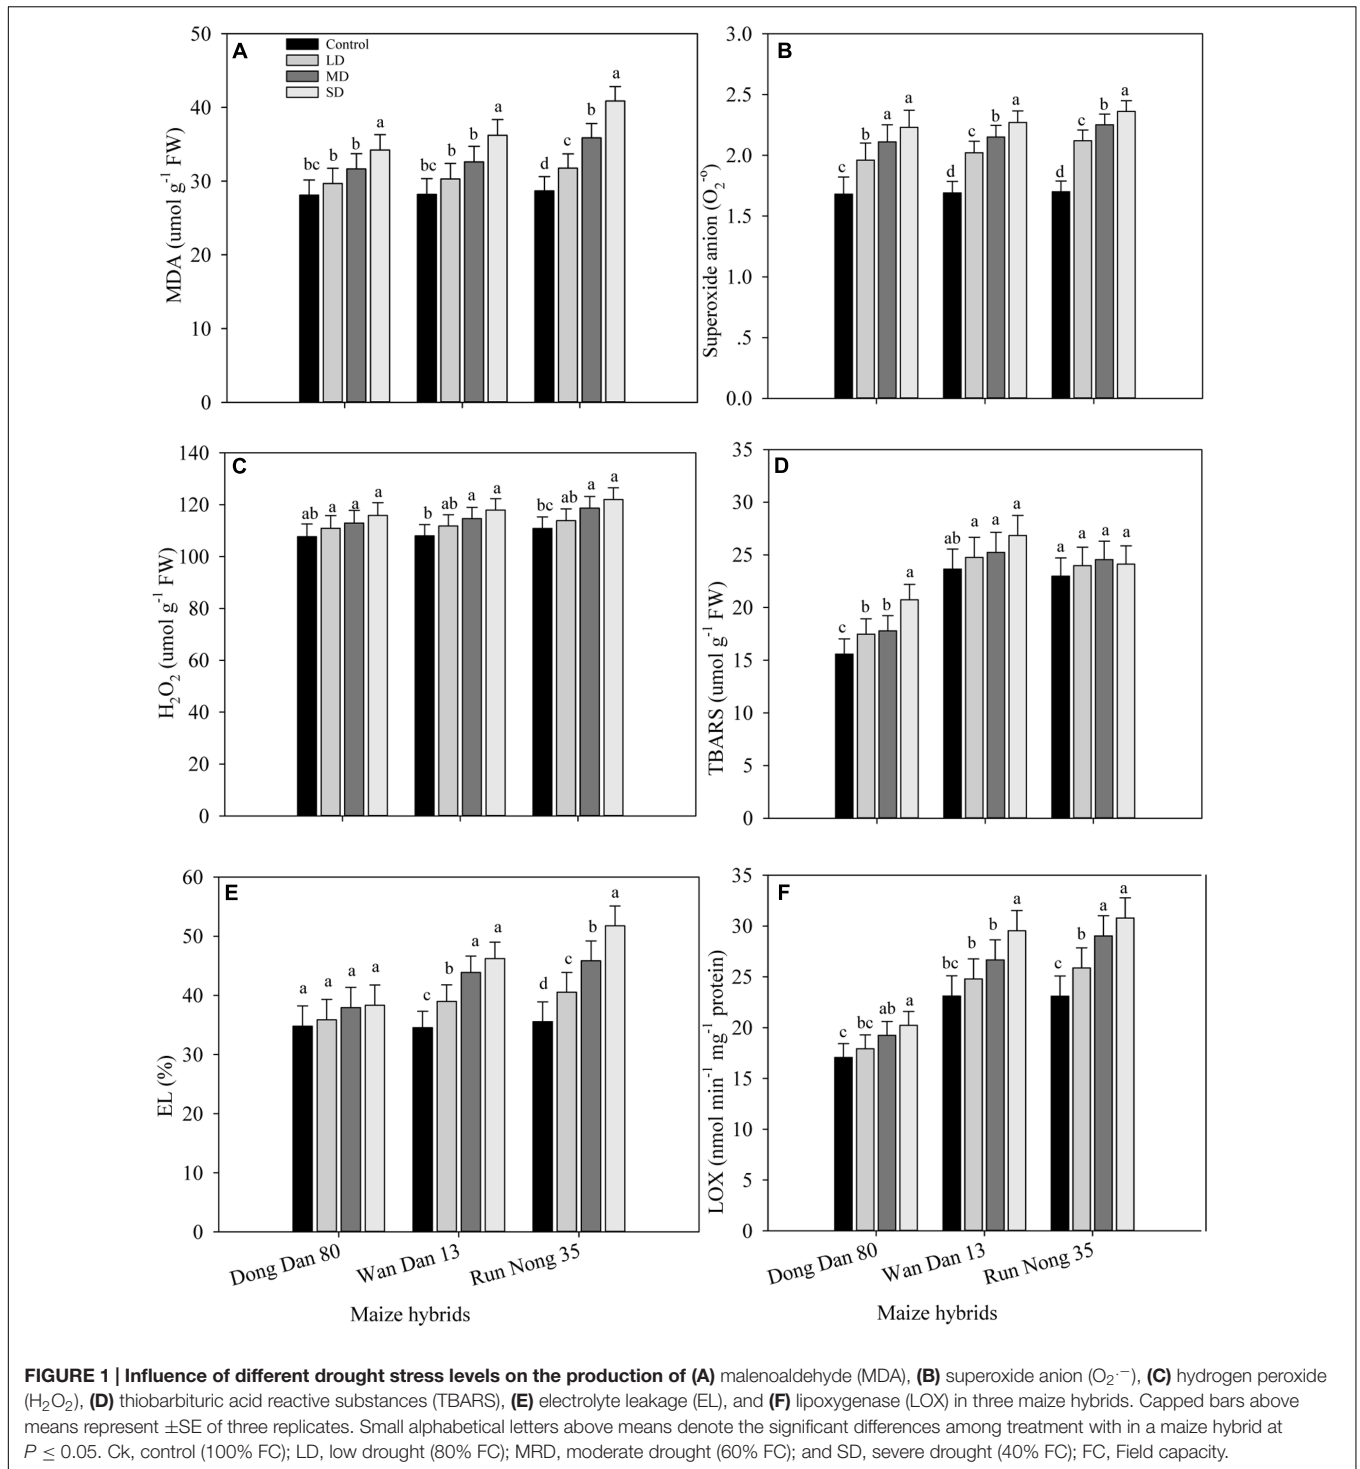 A
Control
LD
MD
SD
50
40
30
20
10
0
MDA (umol g-1 FW)
bc b b a
bc b b a
d c b a
B
3.0
2.5
2.0
1.5
1.0
.5
0.0
Superoxide anion (O2-o)
c b a a
d c b a
d c b a
C
140
120
100
80
60
40
20
0
H2O2 (umol g-1 FW)
ab a a a
b ab a a
bc ab a a
D
35
30
25
20
15
10
5
0
TBARS (umol g-1 FW)
c b b a
ab a a a
a a a a
E
60
50
40
30
20
10
0
EL (%)
a a a a
c b a a
d c b a
Dong Dan 80
Wan Dan 13
Run Nong 35
Maize hybrids
F
35
30
25
20
15
10
5
0
LOX (nmol min-1 mg-1 protein)
c bc ab a
bc b b a
c b a a
Dong Dan 80
Wan Dan 13
Run Nong 35
Maize hybrids
FIGURE 1 | Influence of different drought stress levels on the production of (A) malenoaldehyde (MDA), (B) superoxide anion (O2·−), (C) hydrogen peroxide
(H2O2), (D) thiobarbituric acid reactive substances (TBARS), (E) electrolyte leakage (EL), and (F) lipoxygenase (LOX) in three maize hybrids. Capped bars above
means represent ±SE of three replicates. Small alphabetical letters above means denote the significant differences among treatment with in a maize hybrid at
P ≤ 0.05. Ck, control (100% FC); LD, low drought (80% FC); MRD, moderate drought (60% FC); and SD, severe drought (40% FC); FC, Field capacity.